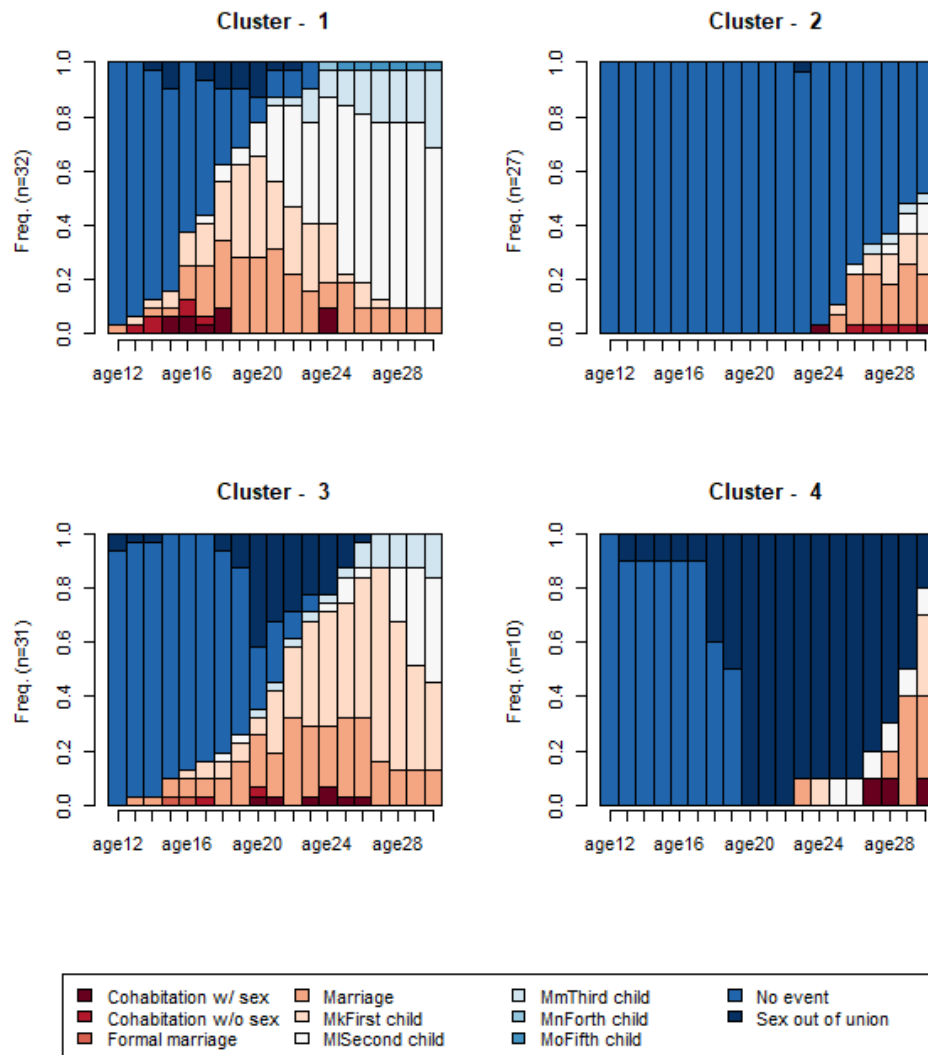 Cluster - 1
Freq. (n=32)
0.0 0.2 0.4 0.6 0.8 1.0
age12 age16 age20 age24 age28
Cluster - 2
Freq. (n=27)
0.0 0.2 0.4 0.6 0.8 1.0
age12 age16 age20 age24 age28
Cluster - 3
Freq. (n=31)
0.0 0.2 0.4 0.6 0.8 1.0
age12 age16 age20 age24 age28
Cluster - 4
Freq. (n=10)
0.0 0.2 0.4 0.6 0.8 1.0
age12 age16 age20 age24 age28
Cohabitation w/ sex
Cohabitation w/o sex
Formal marriage
Marriage
MkFirst child
MlSecond child
MmThird child
MnForth child
MoFifth child
No event
Sex out of union